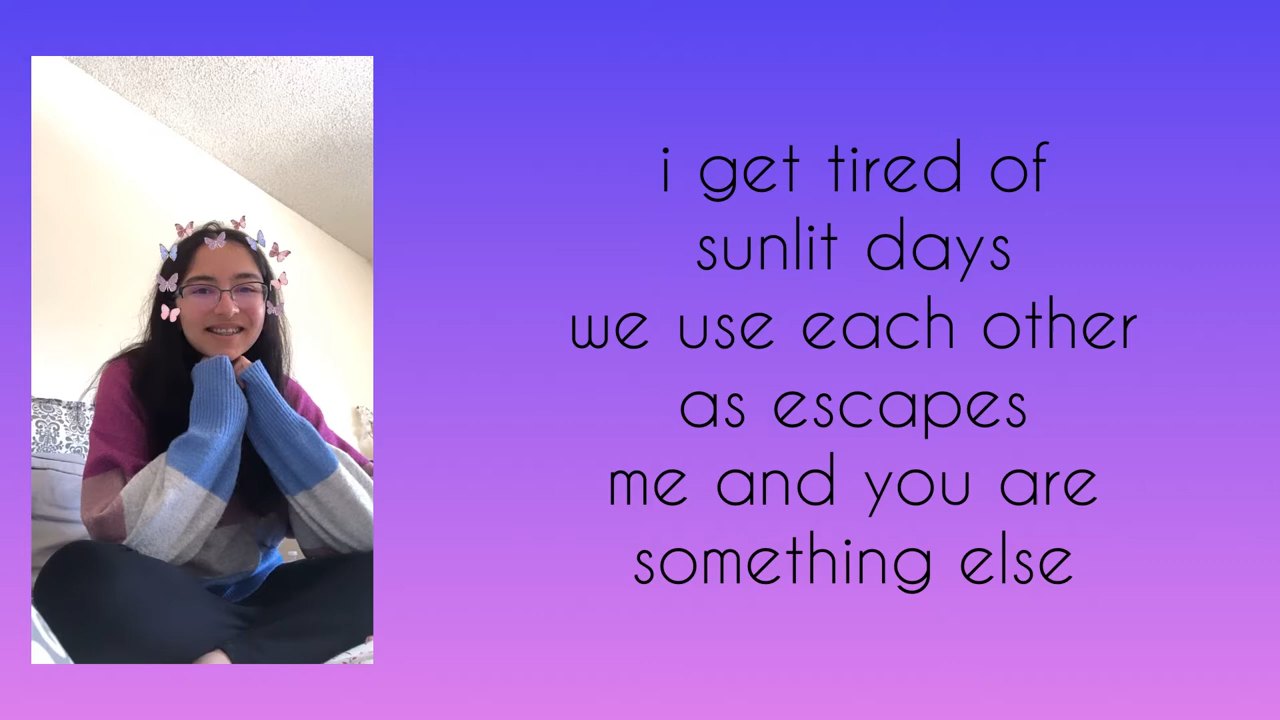 i get tired of
sunlit days
we use each other
as escapes
me and you are
something else